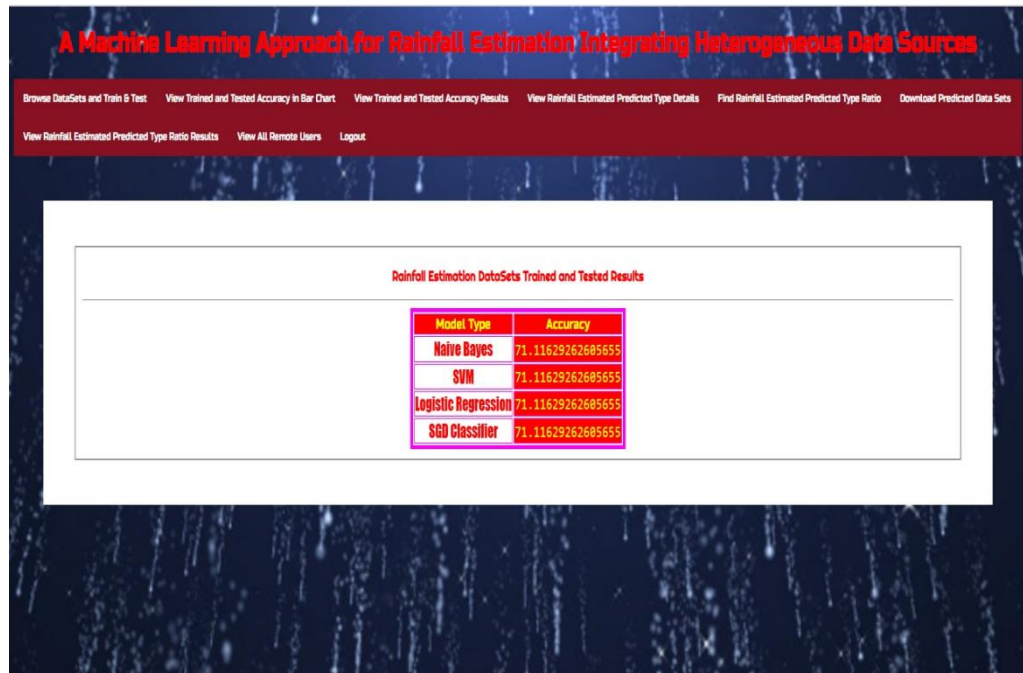 A Machine Learning Approach for Rainfall Estimation Integrating Heterogeneous Data Sources
Browse DataSets and Train & Test View Trained and Tested Accuracy in Bar Chart View Trained and Tested Accuracy Results View Rainfall Estimated Predicted Type Details Find Rainfall Estimated Predicted Type Ratio Download Predicted Data Sets
View Rainfall Estimated Predicted Type Ratio Results View All Remote Users Logout
Rainfall Estimation DataSets Trained and Tested Results
Model Type Accuracy
Naive Bayes 71.11629262605655
SVM 71.11629262605655
Logistic Regression 71.11629262605655
SGD Classifier 71.11629262605655